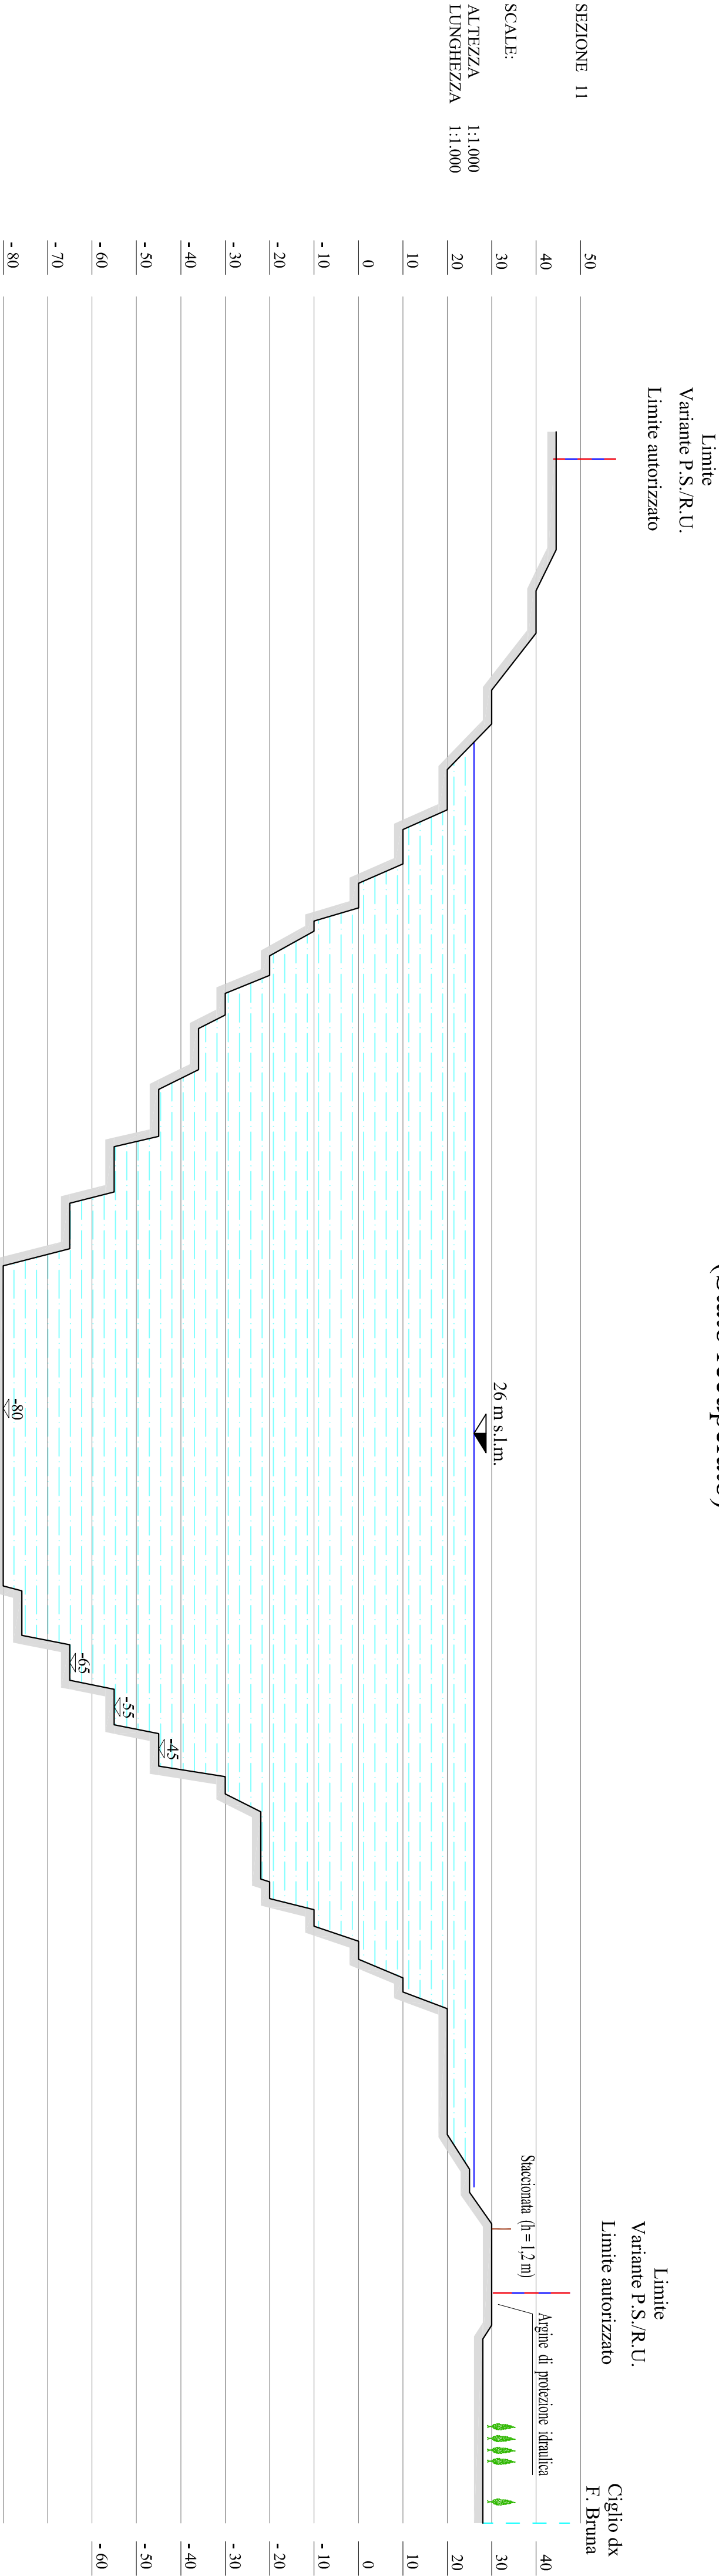 SEZIONE 11
SCALE:
ALTEZZA 1:1.000
LUNGHEZZA 1:1.000
Limite
Variante P.S./R.U.
Limite autorizzato
50
40
30
20
10
0
-10
-20
-30
-40
-50
-60
-70
-80
26 m s.l.m.
-80
-65
-55
-45
Staccionata (h = 1,2 m)
Limite
Variante P.S./R.U.
Limite autorizzato
Argine di protezione idraulica
Ciglio dx
F. Bruna
40
30
20
10
0
-10
-20
-30
-40
-50
-60